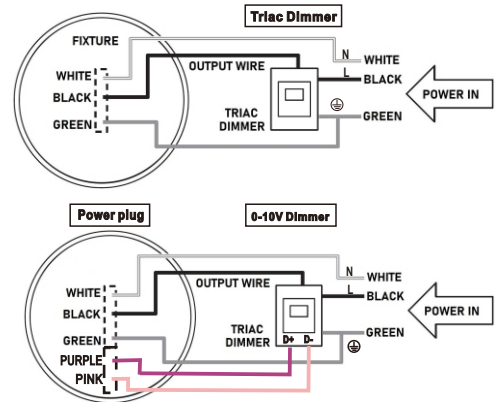 Triac Dimmer
FIXTURE
WHITE
BLACK
GREEN
OUTPUT WIRE
TRIAC
DIMMER
N WHITE
L BLACK
GREEN
POWER IN
Power plug
0-10V Dimmer
WHITE
BLACK
GREEN
PURPLE
PINK
OUTPUT WIRE
TRIAC
DIMMER
D+ D-
N WHITE
L BLACK
GREEN
POWER IN